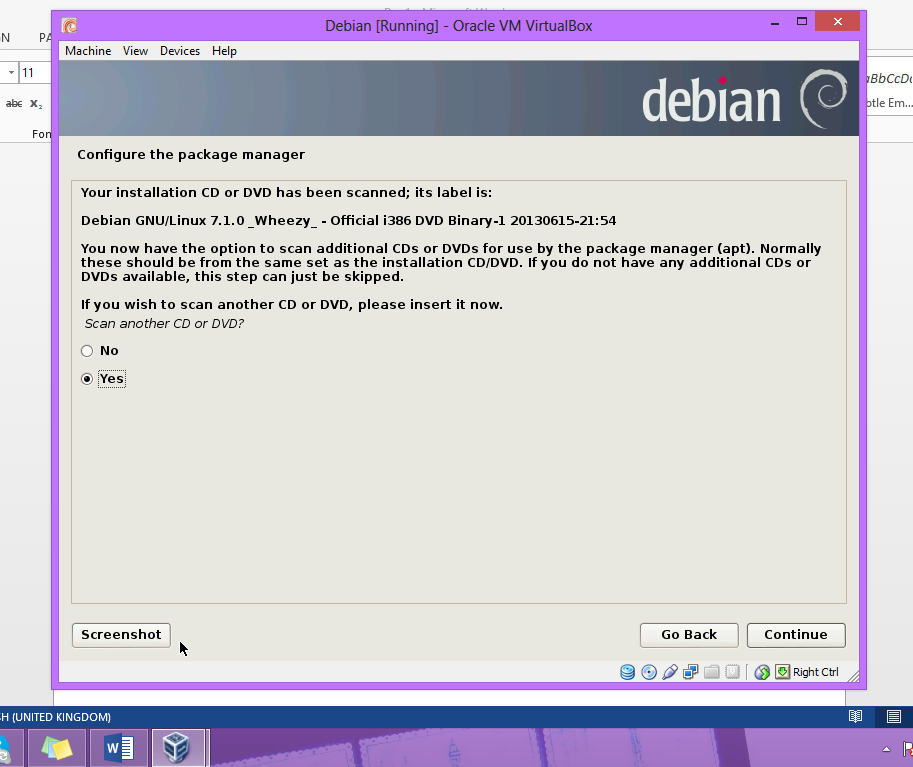 Debian [Running] - Oracle VM VirtualBox
N PA
Machine View Devices Help
11
debian
abc X₂
Fon
Configure the package manager
Your installation CD or DVD has been scanned; its label is:
Debian GNU/Linux 7.1.0 _Wheezy_ - Official i386 DVD Binary-1 20130615-21:54
You now have the option to scan additional CDs or DVDs for use by the package manager (apt). Normally
these should be from the same set as the installation CD/DVD. If you do not have any additional CDs or
DVDs available, this step can just be skipped.
If you wish to scan another CD or DVD, please insert it now.
Scan another CD or DVD?
No
Yes
Screenshot Go Back Continue
Right Ctrl
H (UNITED KINGDOM)
W